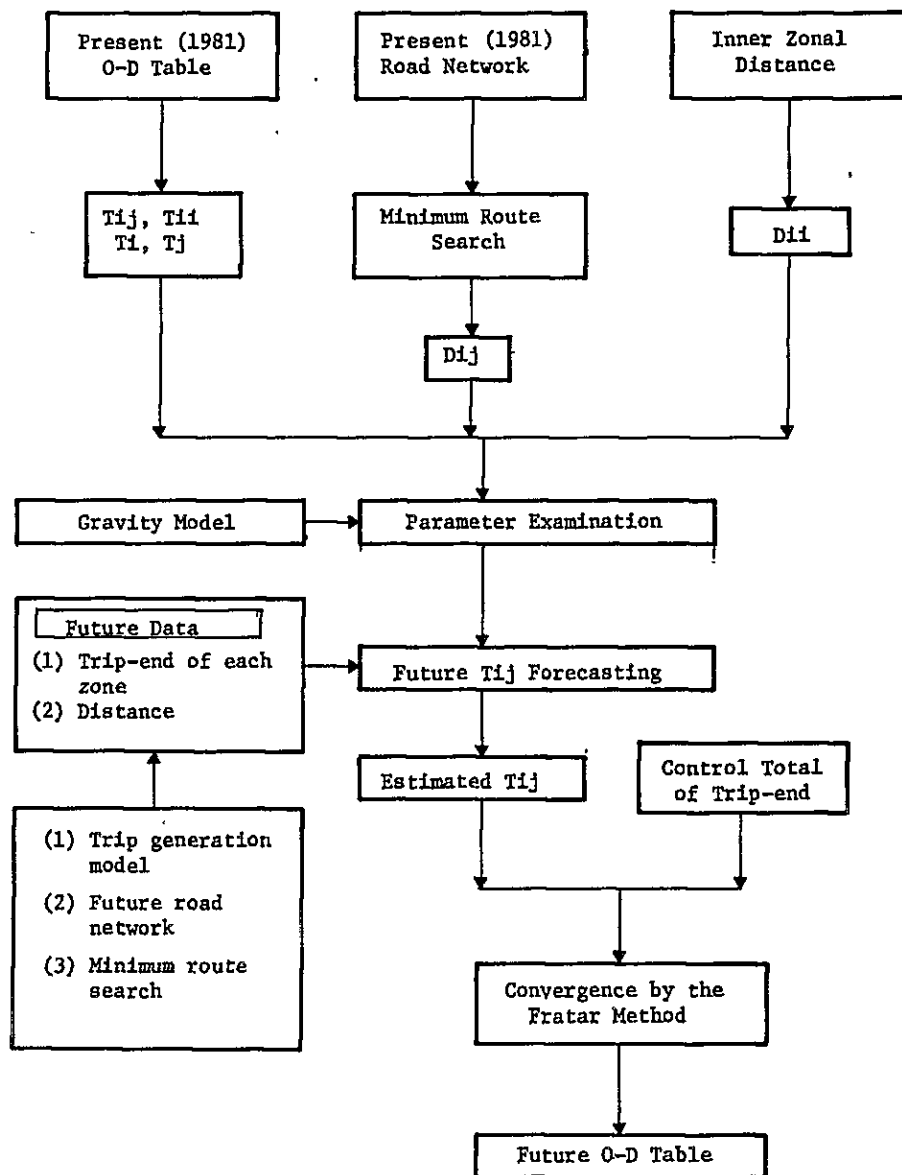 Present (1981)
O-D Table
Present (1981)
Road Network
Inner Zonal
Distance
Tij, Tii
Ti, Tj
Minimum Route
Search
Dii
Dij
Gravity Model
Parameter Examination
Future Data
(1) Trip-end of each
zone
(2) Distance
Future Tij Forecasting
Estimated Tij
Control Total
of Trip-end
(1) Trip generation
model
(2) Future road
network
(3) Minimum route
search
Convergence by the
Fratar Method
Future O-D Table